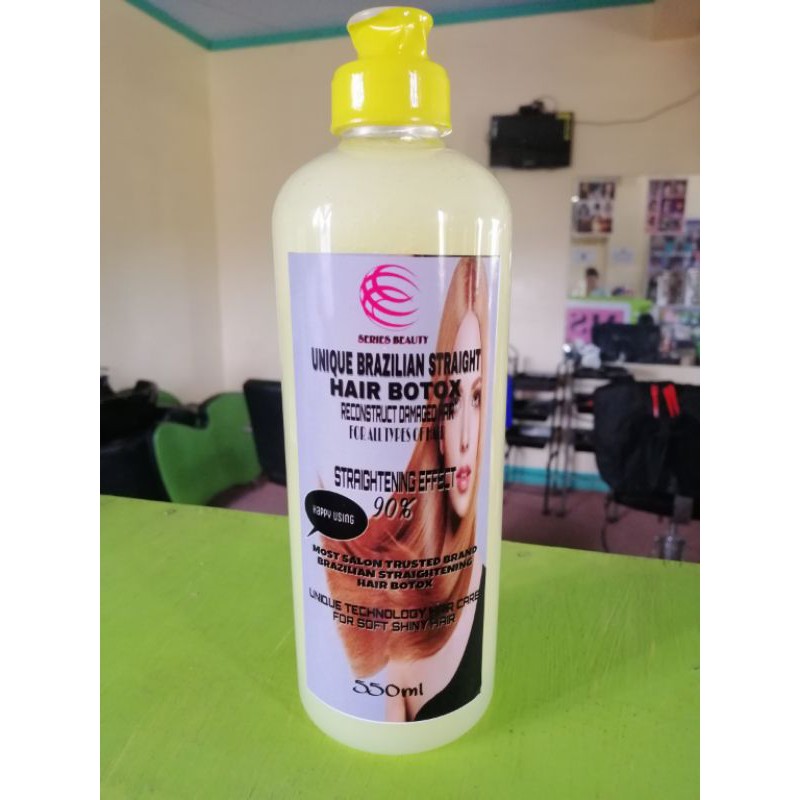 SERIES BEAUTY
UNIQUE BRAZILIAN STRAIGHT
HAIR BOTOX
RECONSTRUCT DAMAGED HAIR
FOR ALL TYPES OF HAIR
STRAIGHTENING EFFECT
90%
HAPPY USING
MOST SALON TRUSTED BRAND
BRAZILIAN STRAIGHTENING
HAIR BOTOX
UNIQUE TECHNOLOGY HAIR CARE
FOR SOFT SHINY HAIR
550ml